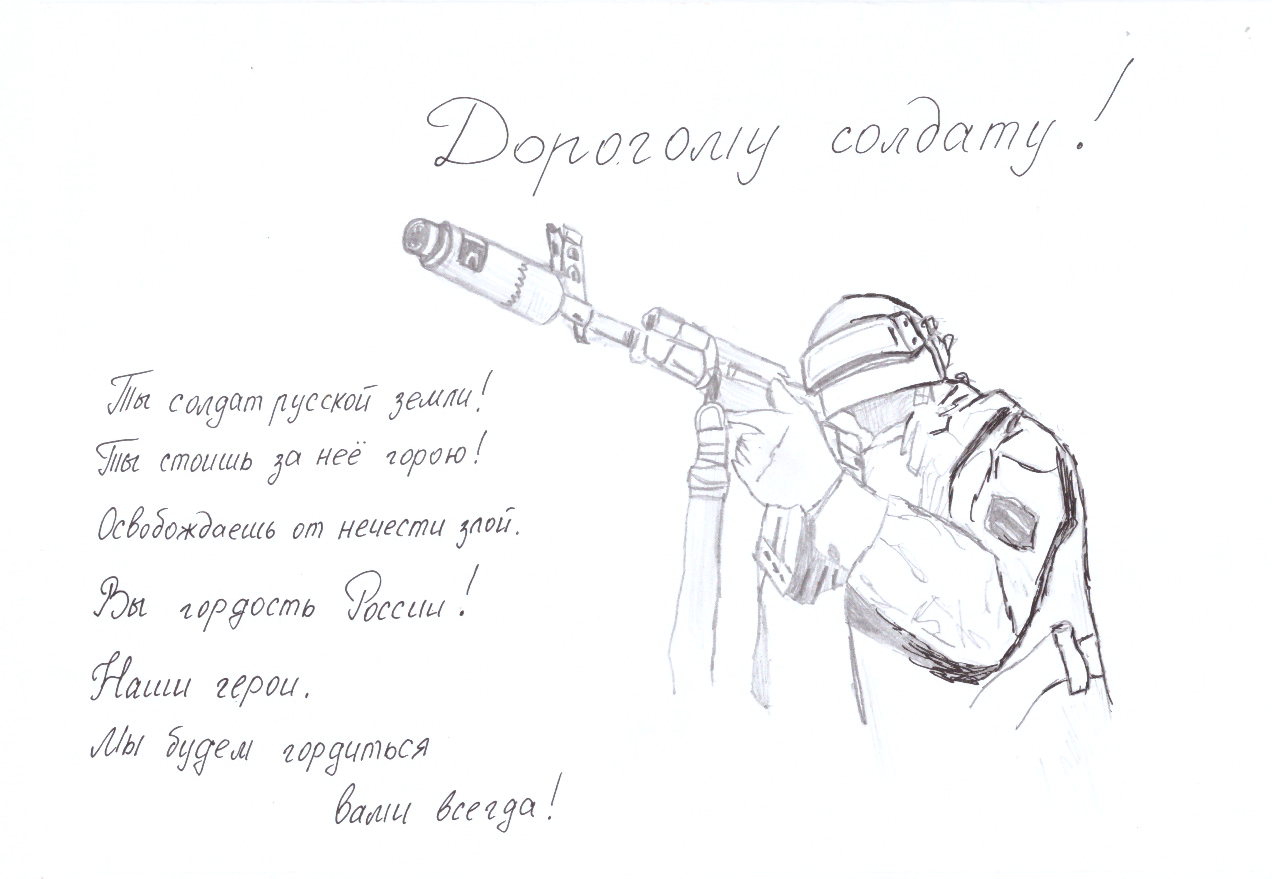 Дорогому солдату!
Ты солдат русской земли!
Ты стоишь за неё горою!
Освобождаешь от нечести злой.
Вы гордость России!
Наши герои.
Мы будем гордиться
вами всегда!